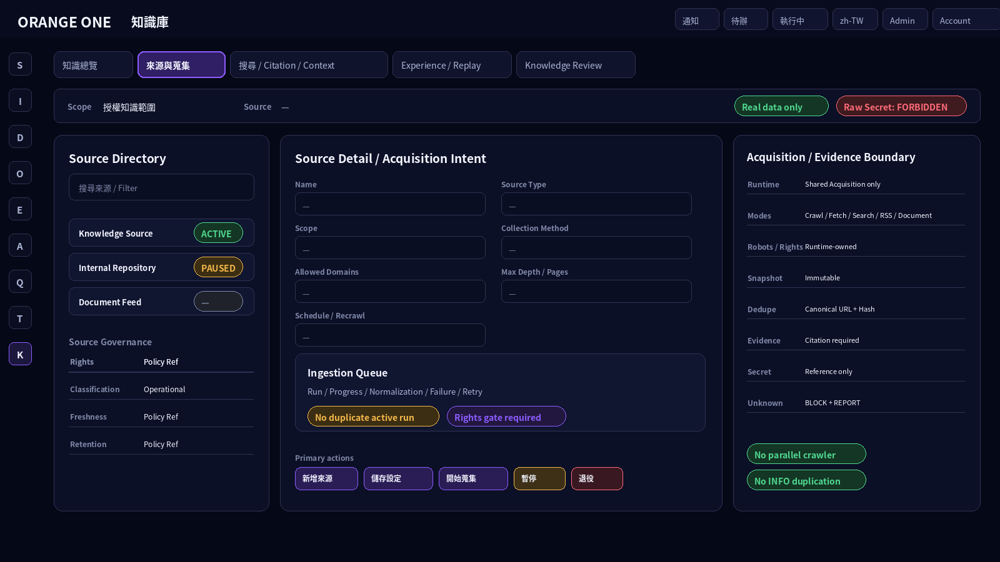 ORANGE ONE 知識庫 通知 待辦 執行中 zh-TW Admin Account
知識總覽 來源與蒐集 搜尋 / Citation / Context Experience / Replay Knowledge Review
Scope 授權知識範圍 Source — Real data only Raw Secret: FORBIDDEN
S
I
D
O
E
A
Q
T
K
Source Directory
搜尋來源 / Filter
Knowledge Source ACTIVE
Internal Repository PAUSED
Document Feed —
Source Governance
Rights Policy Ref
Classification Operational
Freshness Policy Ref
Retention Policy Ref
Source Detail / Acquisition Intent
Name Source Type
— —
Scope Collection Method
— —
Allowed Domains Max Depth / Pages
— —
Schedule / Recrawl
—
Ingestion Queue
Run / Progress / Normalization / Failure / Retry
No duplicate active run Rights gate required
Primary actions
新增來源 儲存設定 開始蒐集 暫停 退役
Acquisition / Evidence Boundary
Runtime Shared Acquisition only
Modes Crawl / Fetch / Search / RSS / Document
Robots / Rights Runtime-owned
Snapshot Immutable
Dedupe Canonical URL + Hash
Evidence Citation required
Secret Reference only
Unknown BLOCK + REPORT
No parallel crawler
No INFO duplication